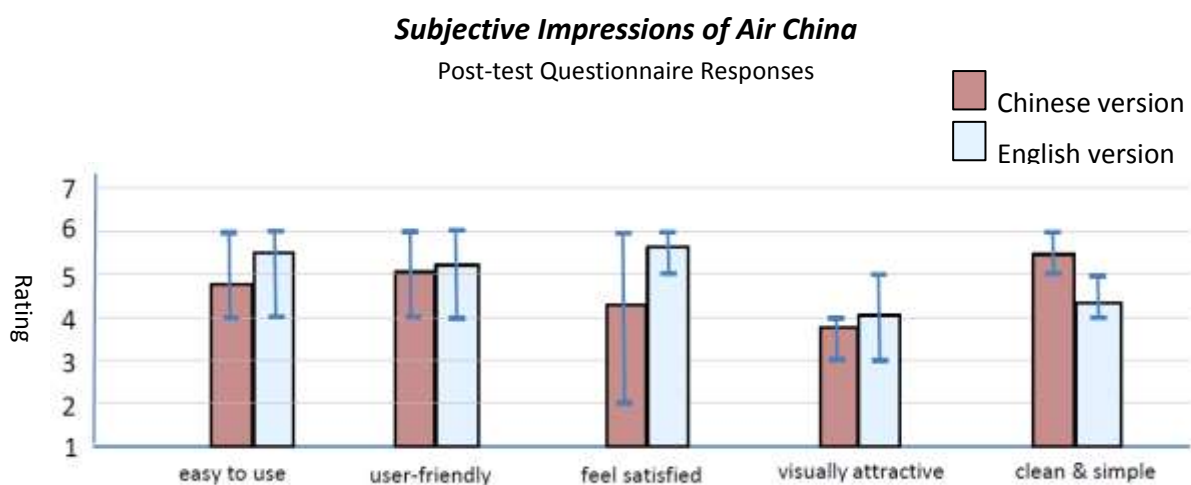 Subjective Impressions of Air China
Post-test Questionnaire Responses
Chinese version
English version
7
6
5
4
3
2
1
Rating
easy to use
user-friendly
feel satisfied
visually attractive
clean & simple